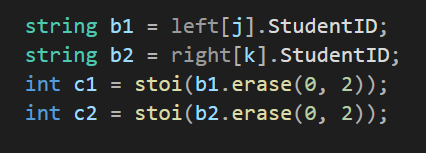 string b1 = left[j].StudentID;
string b2 = right[k].StudentID;
int c1 = stoi(b1.erase(0, 2));
int c2 = stoi(b2.erase(0, 2));